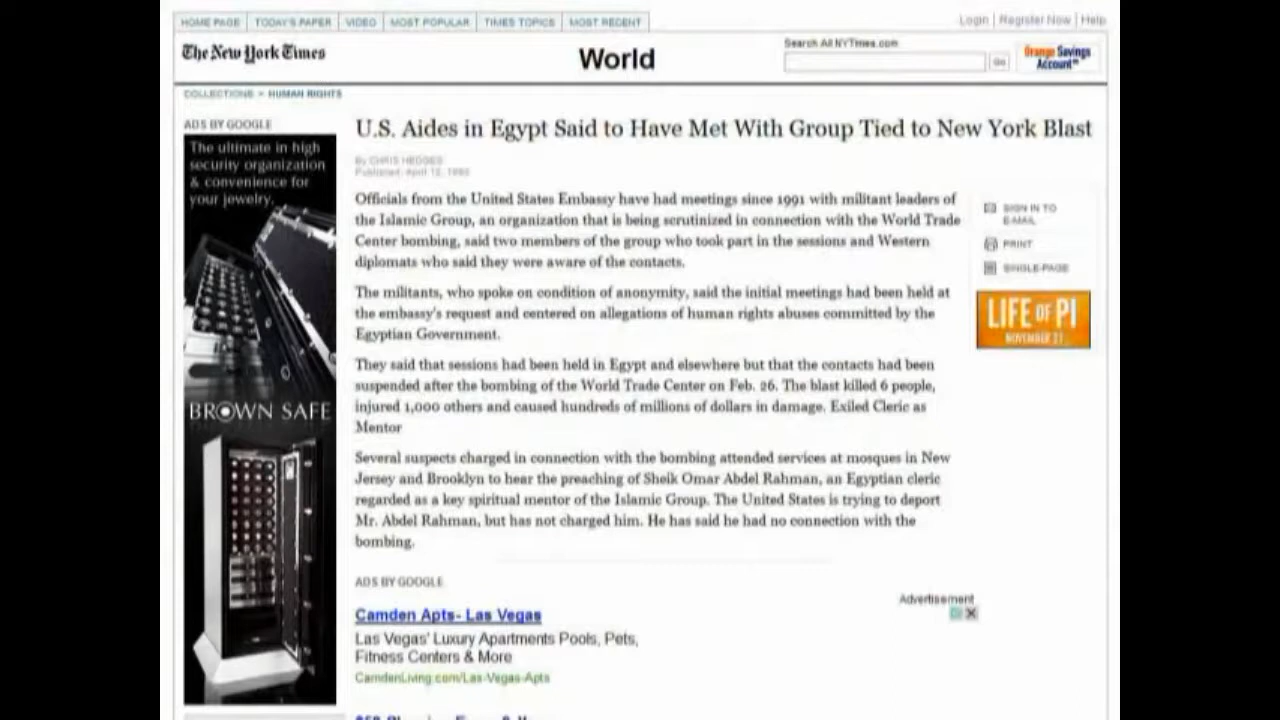 HOME PAGE TODAY'S PAPER VIDEO MOST POPULAR TIMES TOPICS MOST RECENT
Login | Register Now | Help
The New York Times
World
Search All NYTimes.com
Go
Orange Savings
Account
COLLECTIONS > HUMAN RIGHTS
ADS BY GOOGLE
The ultimate in high
security organization
& convenience for
your jewelry.
BROWN SAFE
U.S. Aides in Egypt Said to Have Met With Group Tied to New York Blast
By CHRIS HEDGES
Published: April
Officials from the United States Embassy have had meetings since 1991 with militant leaders of
the Islamic Group, an organization that is being scrutinized in connection with the World Trade
Center bombing, said two members of the group who took part in the sessions and Western
diplomats who said they were aware of the contacts.
The militants, who spoke on condition of anonymity, said the initial meetings had been held at
the embassy's request and centered on allegations of human rights abuses committed by the
Egyptian Government.
They said that sessions had been held in Egypt and elsewhere but that the contacts had been
suspended after the bombing of the World Trade Center on Feb. 26. The blast killed 6 people,
injured 1,000 others and caused hundreds of millions of dollars in damage. Exiled Cleric as
Mentor
Several suspects charged in connection with the bombing attended services at mosques in New
Jersey and Brooklyn to hear the preaching of Sheik Omar Abdel Rahman, an Egyptian cleric
regarded as a key spiritual mentor of the Islamic Group. The United States is trying to deport
Mr. Abdel Rahman, but has not charged him. He has said he had no connection with the
bombing.
SIGN IN TO
E-MAIL
PRINT
SINGLE-PAGE
LIFE OF PI
NOVEMBER 21
ADS BY GOOGLE
Advertisement
Camden Apts- Las Vegas
Las Vegas' Luxury Apartments Pools, Pets,
Fitness Centers & More
CamdenLiving.com/Las-Vegas-Apts